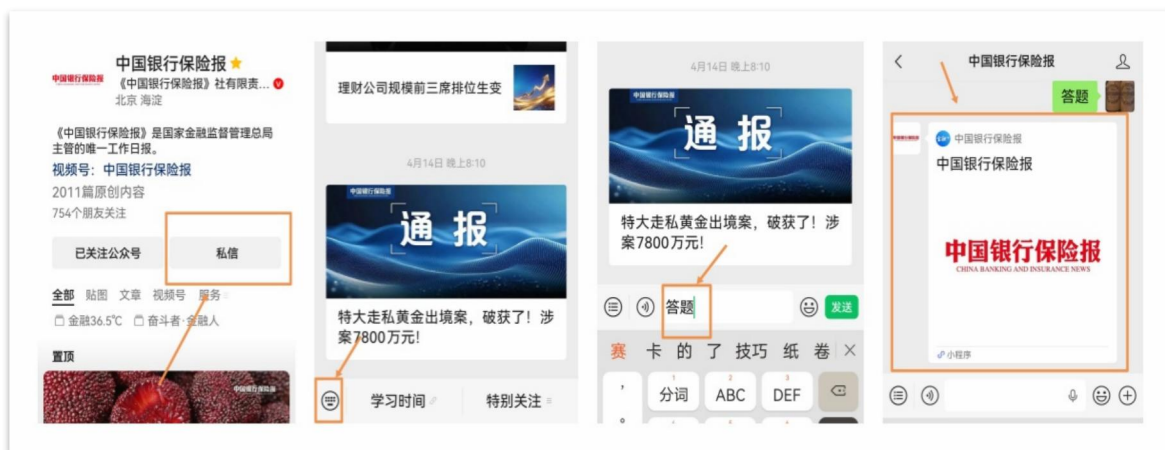 中国银行保险报
中国银行保险报
《中国银行保险报》社有限责...
北京 海淀
《中国银行保险报》是国家金融监督管理总局
主管的唯一工作日报。
视频号：中国银行保险报
2011篇原创内容
754个朋友关注
已关注公众号
私信
全部 贴图 文章 视频号 服务
金融36.5℃ 奋斗者·金融人
置顶
中国银行保险报
理财公司规模前三席排位生变
4月14日 晚上8:10
中国银行保险报
通报
特大走私黄金出境案，破获了！涉
案7800万元！
学习时间
特别关注
4月14日 晚上8:10
中国银行保险报
通报
特大走私黄金出境案，破获了！涉
案7800万元！
答题
发送
赛 卡 的 了 技巧 纸 卷
，
分词
2
ABC
3
DEF
。
中国银行保险报
答题
中国银行保险报
中国银行保险报
中国银行保险报
中国银行保险报
CHINA BANKING AND INSURANCE NEWS
小程序